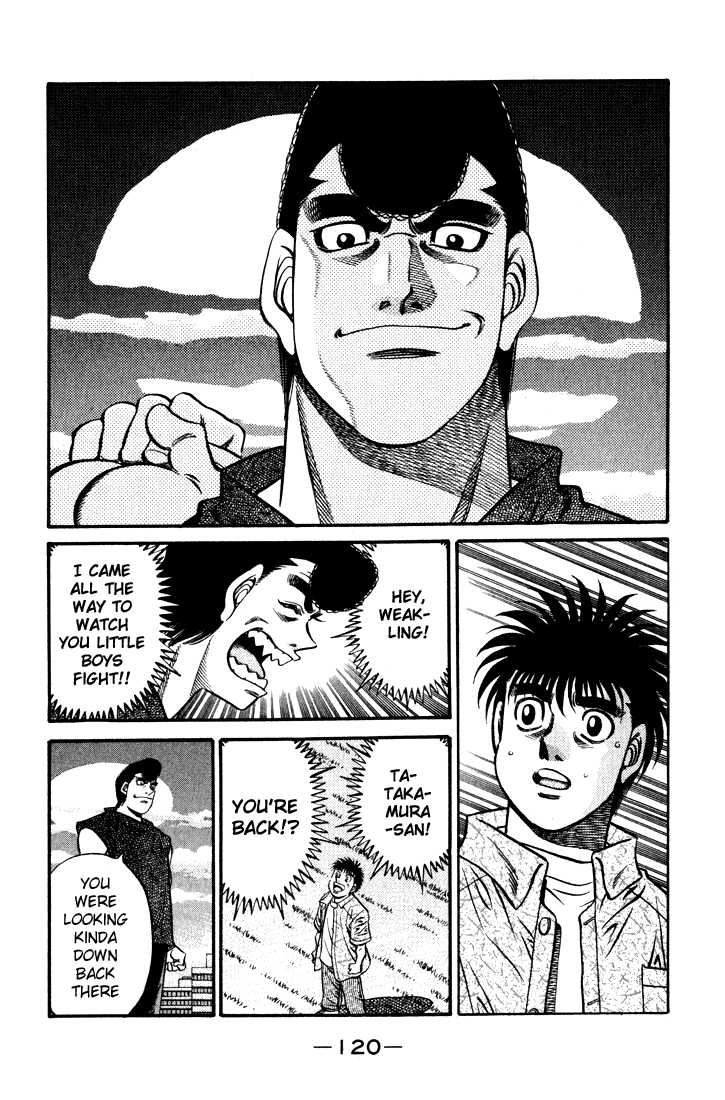 HEY,
WEAK-
LING!
I CAME
ALL THE
WAY TO
WATCH
YOU LITTLE
BOYS
FIGHT!!
TA-
TAKA-
MURA
-SAN!
YOU'RE
BACK!?
YOU
WERE
LOOKING
KINDA
DOWN
BACK
THERE
—120—